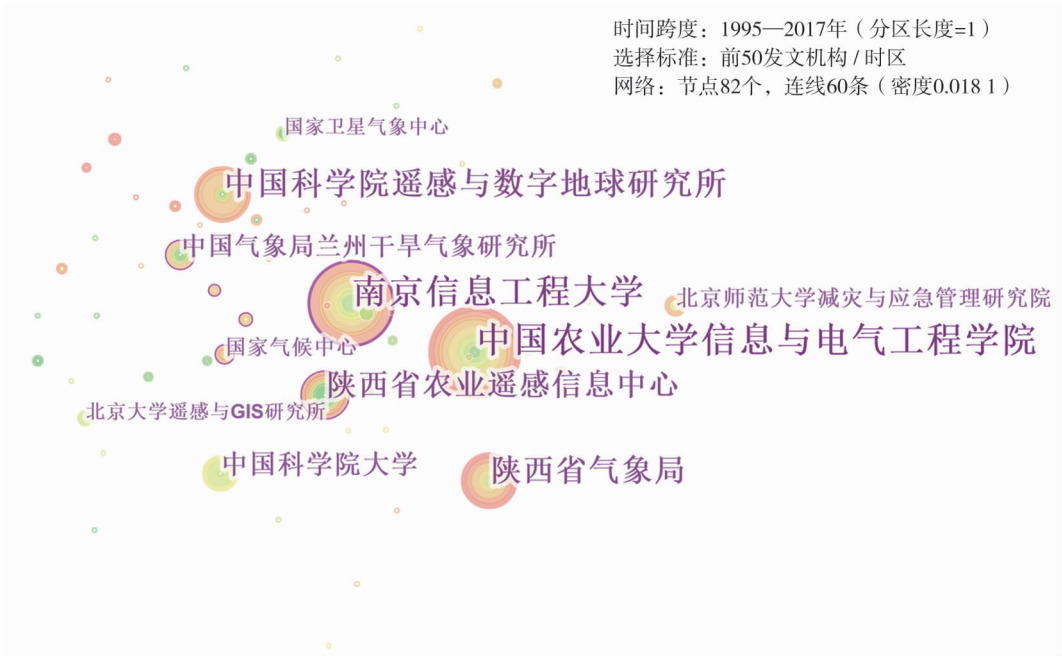 时间跨度：1995—2017年（分区长度=1）
选择标准：前50发文机构 / 时区
网络：节点82个，连线60条（密度0.018 1）
国家卫星气象中心
中国科学院遥感与数字地球研究所
中国气象局兰州干旱气象研究所
南京信息工程大学
北京师范大学减灾与应急管理研究院
中国农业大学信息与电气工程学院
国家气候中心
陕西省农业遥感信息中心
北京大学遥感与GIS研究所
中国科学院大学
陕西省气象局